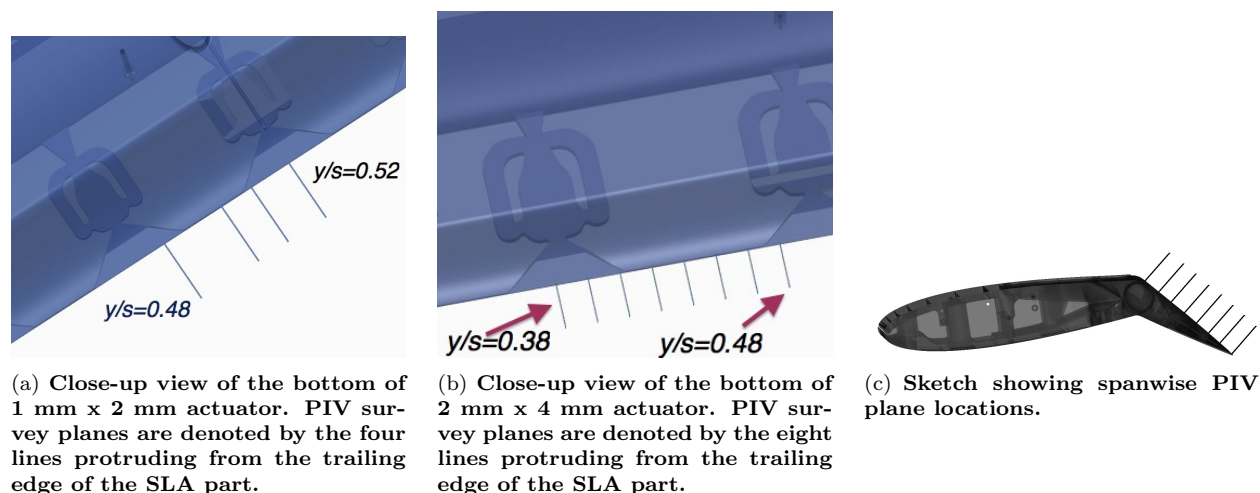 y/s=0.52
y/s=0.48
y/s=0.38
y/s=0.48
(a) Close-up view of the bottom of
1 mm x 2 mm actuator. PIV sur-
vey planes are denoted by the four
lines protruding from the trailing
edge of the SLA part.
(b) Close-up view of the bottom of
2 mm x 4 mm actuator. PIV sur-
vey planes are denoted by the eight
lines protruding from the trailing
edge of the SLA part.
(c) Sketch showing spanwise PIV
plane locations.